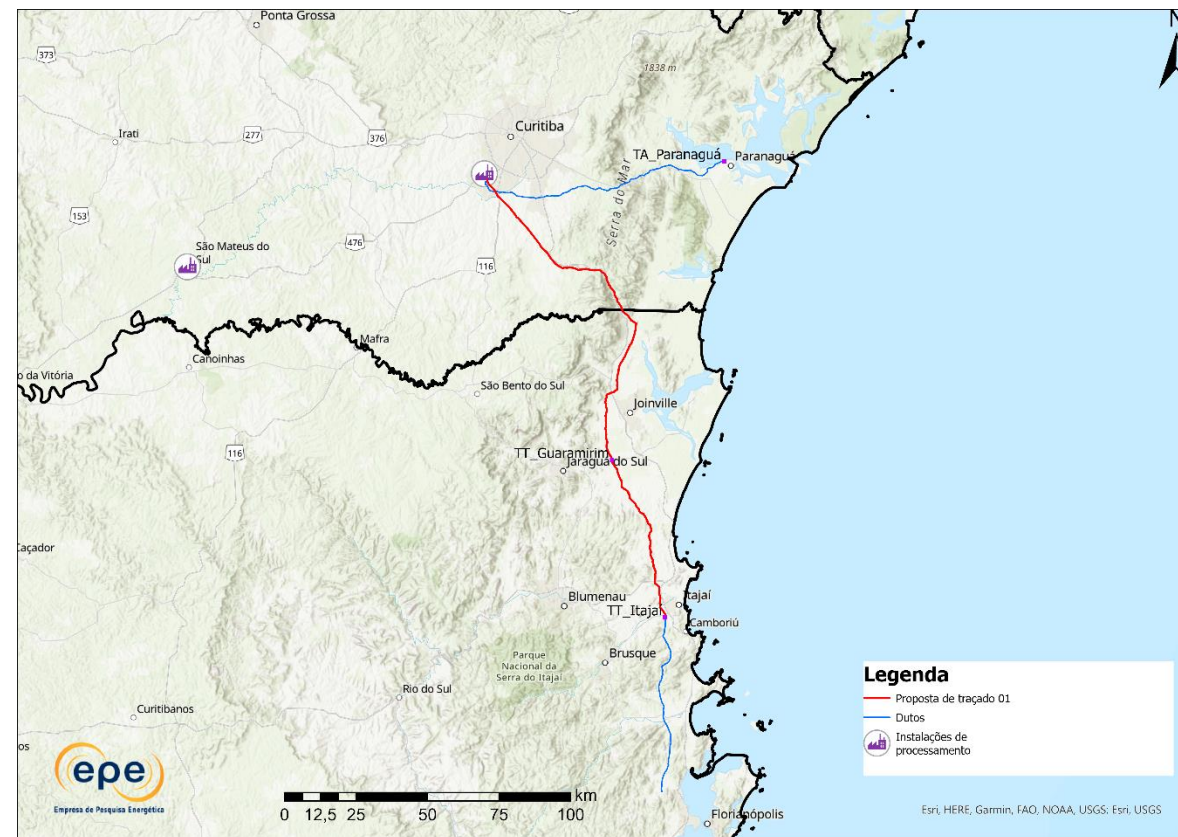 Ponta Grossa
N
373
1838 m
Irati
277
376
Curitiba
TA_Paranaguá
Paranaguá
Serra do Mar
153
São Mateus do
Sul
476
116
Mafra
Canoinhas
o da Vitória
São Bento do Sul
Joinville
116
TT_Guaramirim
Jaraguá do Sul
Caçador
Blumenau
Itajaí
TT_Itajaí
Camboriú
Parque
Nacional da
Serra do Itajaí
Brusque
Rio do Sul
Curitibanos
os
Legenda
Proposta de traçado 01
Dutos
Instalações de
processamento
epe
Empresa de Pesquisa Energética
km
0 12,5 25 50 75 100
Florianópolis
Esri, HERE, Garmin, FAO, NOAA, USGS; Esri, USGS